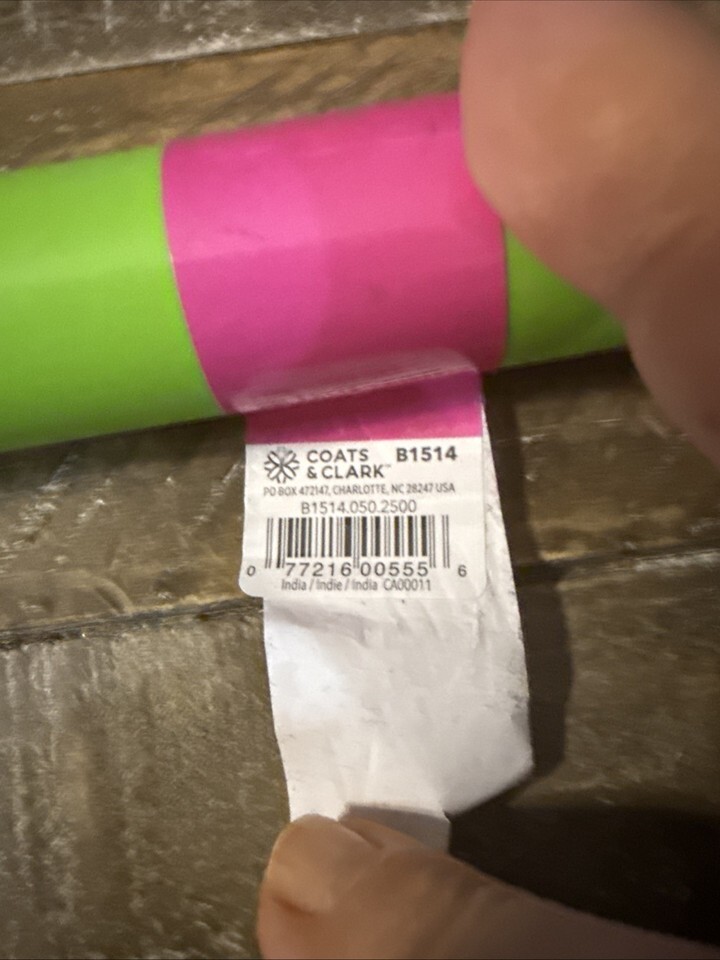 COATS B1514
& CLARK™
PO BOX 472147, CHARLOTTE, NC 28247 USA
B1514.050.2500
0 77216 00555 6
India / Indie / India CA00011